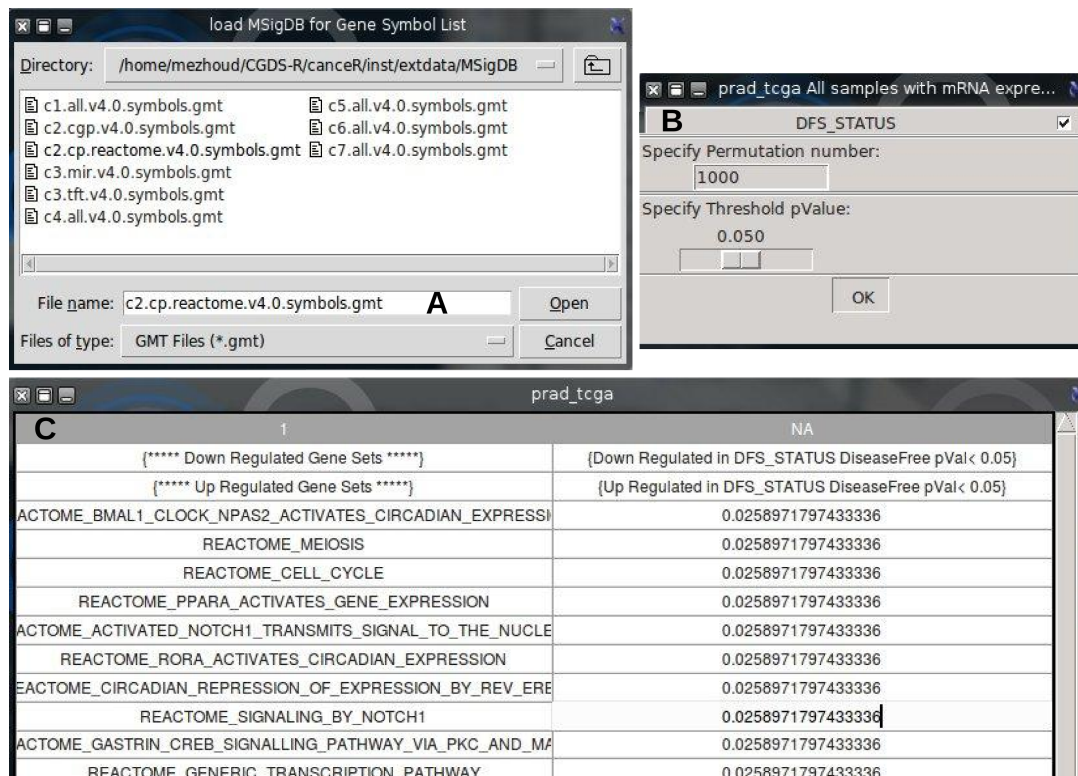 load MSigDB for Gene Symbol List
Directory: /home/mezhoud/CGDS-R/canceR/inst/extdata/MSigDB
c1.all.v4.0.symbols.gmt
c2.cgp.v4.0.symbols.gmt
c2.cp.reactome.v4.0.symbols.gmt
c3.mir.v4.0.symbols.gmt
c3.tft.v4.0.symbols.gmt
c4.all.v4.0.symbols.gmt
c5.all.v4.0.symbols.gmt
c6.all.v4.0.symbols.gmt
c7.all.v4.0.symbols.gmt
File name: c2.cp.reactome.v4.0.symbols.gmt A Open
Files of type: GMT Files (*.gmt) Cancel
prad_tcga All samples with mRNA expre...
B DFS_STATUS
Specify Permutation number:
1000
Specify Threshold pValue:
0.050
OK
prad_tcga
C 1 NA
{***** Down Regulated Gene Sets *****} {Down Regulated in DFS_STATUS DiseaseFree pVal< 0.05}
{***** Up Regulated Gene Sets *****} {Up Regulated in DFS_STATUS DiseaseFree pVal< 0.05}
ACTOME_BMAL1_CLOCK_NPAS2_ACTIVATES_CIRCADIAN_EXPRESSI 0.0258971797433336
REACTOME_MEIOSIS 0.0258971797433336
REACTOME_CELL_CYCLE 0.0258971797433336
REACTOME_PPARA_ACTIVATES_GENE_EXPRESSION 0.0258971797433336
ACTOME_ACTIVATED_NOTCH1_TRANSMITS_SIGNAL_TO_THE_NUCLE 0.0258971797433336
REACTOME_RORA_ACTIVATES_CIRCADIAN_EXPRESSION 0.0258971797433336
EACTOME_CIRCADIAN_REPRESSION_OF_EXPRESSION_BY_REV_ERB 0.0258971797433336
REACTOME_SIGNALING_BY_NOTCH1 0.0258971797433336
ACTOME_GASTRIN_CREB_SIGNALLING_PATHWAY_VIA_PKC_AND_MA 0.0258971797433336
REACTOME_GENERIC_TRANSCRIPTION_PATHWAY 0.0258971797433336